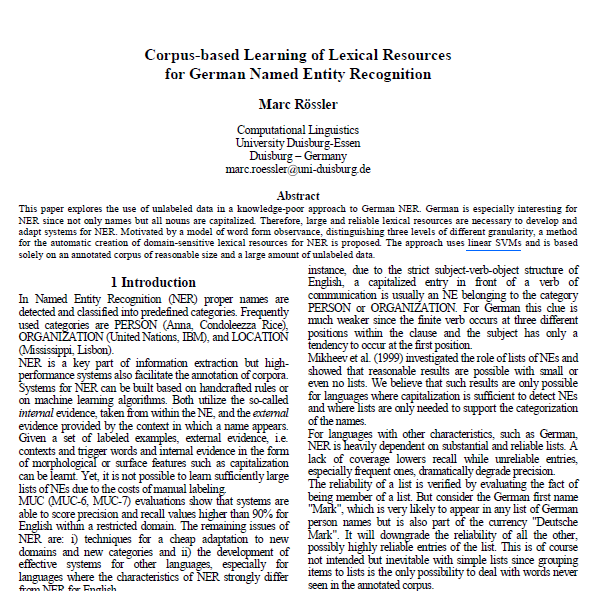 Corpus-based Learning of Lexical Resources
for German Named Entity Recognition
Marc Rössler
Computational Linguistics
University Duisburg-Essen
Duisburg – Germany
marc.roessler@uni-duisburg.de
Abstract
This paper explores the use of unlabeled data in a knowledge-poor approach to German NER. German is especially interesting for
NER since not only names but all nouns are capitalized. Therefore, large and reliable lexical resources are necessary to develop and
adapt systems for NER. Motivated by a model of word form observance, distinguishing three levels of different granularity, a method
for the automatic creation of domain-sensitive lexical resources for NER is proposed. The approach uses linear SVMs and is based
solely on an annotated corpus of reasonable size and a large amount of unlabeled data.
1 Introduction
In Named Entity Recognition (NER) proper names are
detected and classified into predefined categories. Frequently
used categories are PERSON (Anna, Condoleezza Rice),
ORGANIZATION (United Nations, IBM), and LOCATION
(Mississippi, Lisbon).
NER is a key part of information extraction but high-
performance systems also facilitate the annotation of corpora.
Systems for NER can be built based on handcrafted rules or
on machine learning algorithms. Both utilize the so-called
internal evidence, taken from within the NE, and the external
evidence provided by the context in which a name appears.
Given a set of labeled examples, external evidence, i.e.
contexts and trigger words and internal evidence in the form
of morphological or surface features such as capitalization
can be learnt. Yet, it is not possible to learn sufficiently large
lists of NEs due to the costs of manual labeling.
MUC (MUC-6, MUC-7) evaluations show that systems are
able to score precision and recall values higher than 90% for
English within a restricted domain. The remaining issues of
NER are: i) techniques for a cheap adaptation to new
domains and new categories and ii) the development of
effective systems for other languages, especially for
languages where the characteristics of NER strongly differ
from NER for English.
instance, due to the strict subject-verb-object structure of
English, a capitalized entry in front of a verb of
communication is usually an NE belonging to the category
PERSON or ORGANIZATION. For German this clue is
much weaker since the finite verb occurs at three different
positions within the clause and the subject has only a
tendency to occur at the first position.
Mikheev et al. (1999) investigated the role of lists of NEs and
showed that reasonable results are possible with small or
even no lists. We believe that such results are only possible
for languages where capitalization is sufficient to detect NEs
and where lists are only needed to support the categorization
of the names.
For languages with other characteristics, such as German,
NER is heavily dependent on substantial and reliable lists. A
lack of coverage lowers recall while unreliable entries,
especially frequent ones, dramatically degrade precision.
The reliability of a list is verified by evaluating the fact of
being member of a list. But consider the German first name
"Mark", which is very likely to appear in any list of German
person names but is also part of the currency "Deutsche
Mark". It will downgrade the reliability of all the other,
possibly highly reliable entries of the list. This is of course
not intended but inevitable with simple lists since grouping
items to lists is the only possibility to deal with words never
seen in the annotated corpus.